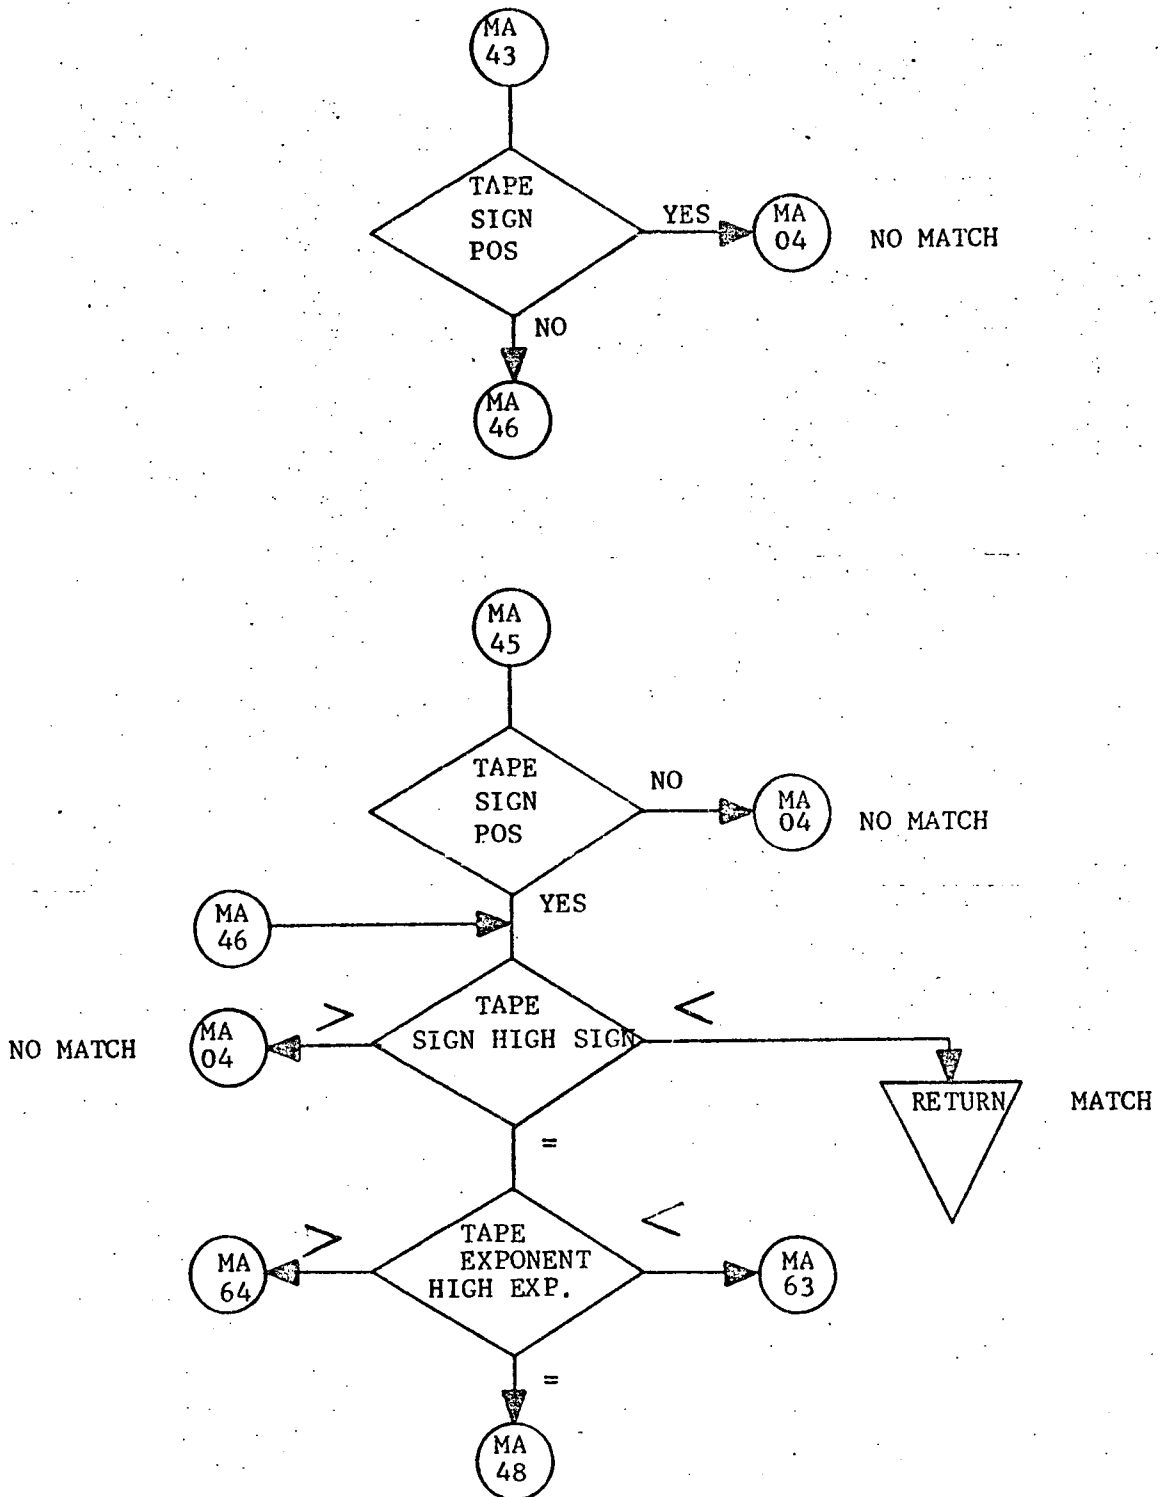 MA
43
TAPE
SIGN
POS
YES
MA
04
NO MATCH
NO
MA
46
MA
45
TAPE
SIGN
POS
NO
MA
04
NO MATCH
YES
MA
46
TAPE
SIGN HIGH SIGN
>
<
NO MATCH
MA
04
RETURN
MATCH
=
TAPE
EXPONENT
HIGH EXP.
>
<
MA
64
MA
63
=
MA
48